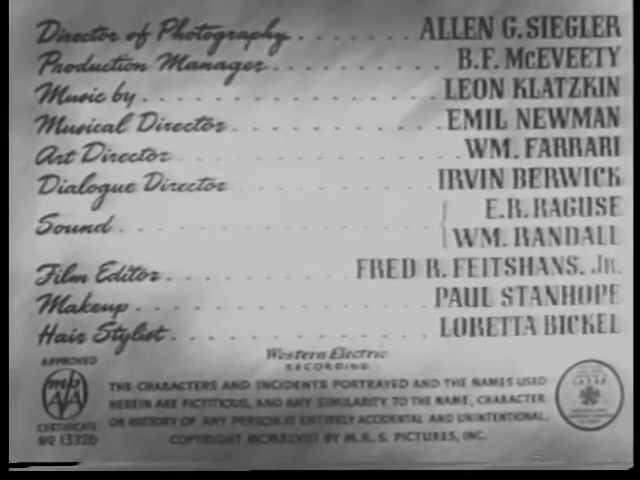 Director of Photography . . . . . . . ALLEN G. SIEGLER
Production Manager . . . . . . . . . . B.F. McEVEETY
Music by . . . . . . . . . . . . . . . . LEON KLATZKIN
Musical Director . . . . . . . . . . . EMIL NEWMAN
Art Director . . . . . . . . . . . . . . WM. FARRARI
Dialogue Director . . . . . . . . . . IRVIN BERWICK
Sound . . . . . . . . . . . . . . . . { E.R. RAGUSE
WM. RANDALL
Film Editor . . . . . . . . . FRED R. FEITSHANS, Jr.
Makeup . . . . . . . . . . . . . . PAUL STANHOPE
Hair Stylist . . . . . . . . . . . . LORETTA BICKEL
Western Electric
RECORDING
APPROVED
MPAA
CERTIFICATE
No 13326
THE CHARACTERS AND INCIDENTS PORTRAYED AND THE NAMES USED
HEREIN ARE FICTITIOUS, AND ANY SIMILARITY TO THE NAME, CHARACTER
OR HISTORY OF ANY PERSON IS ENTIRELY ACCIDENTAL AND UNINTENTIONAL.
COPYRIGHT MCMXLVIII BY M.R.S. PICTURES, INC.
I.A.T.S.E.